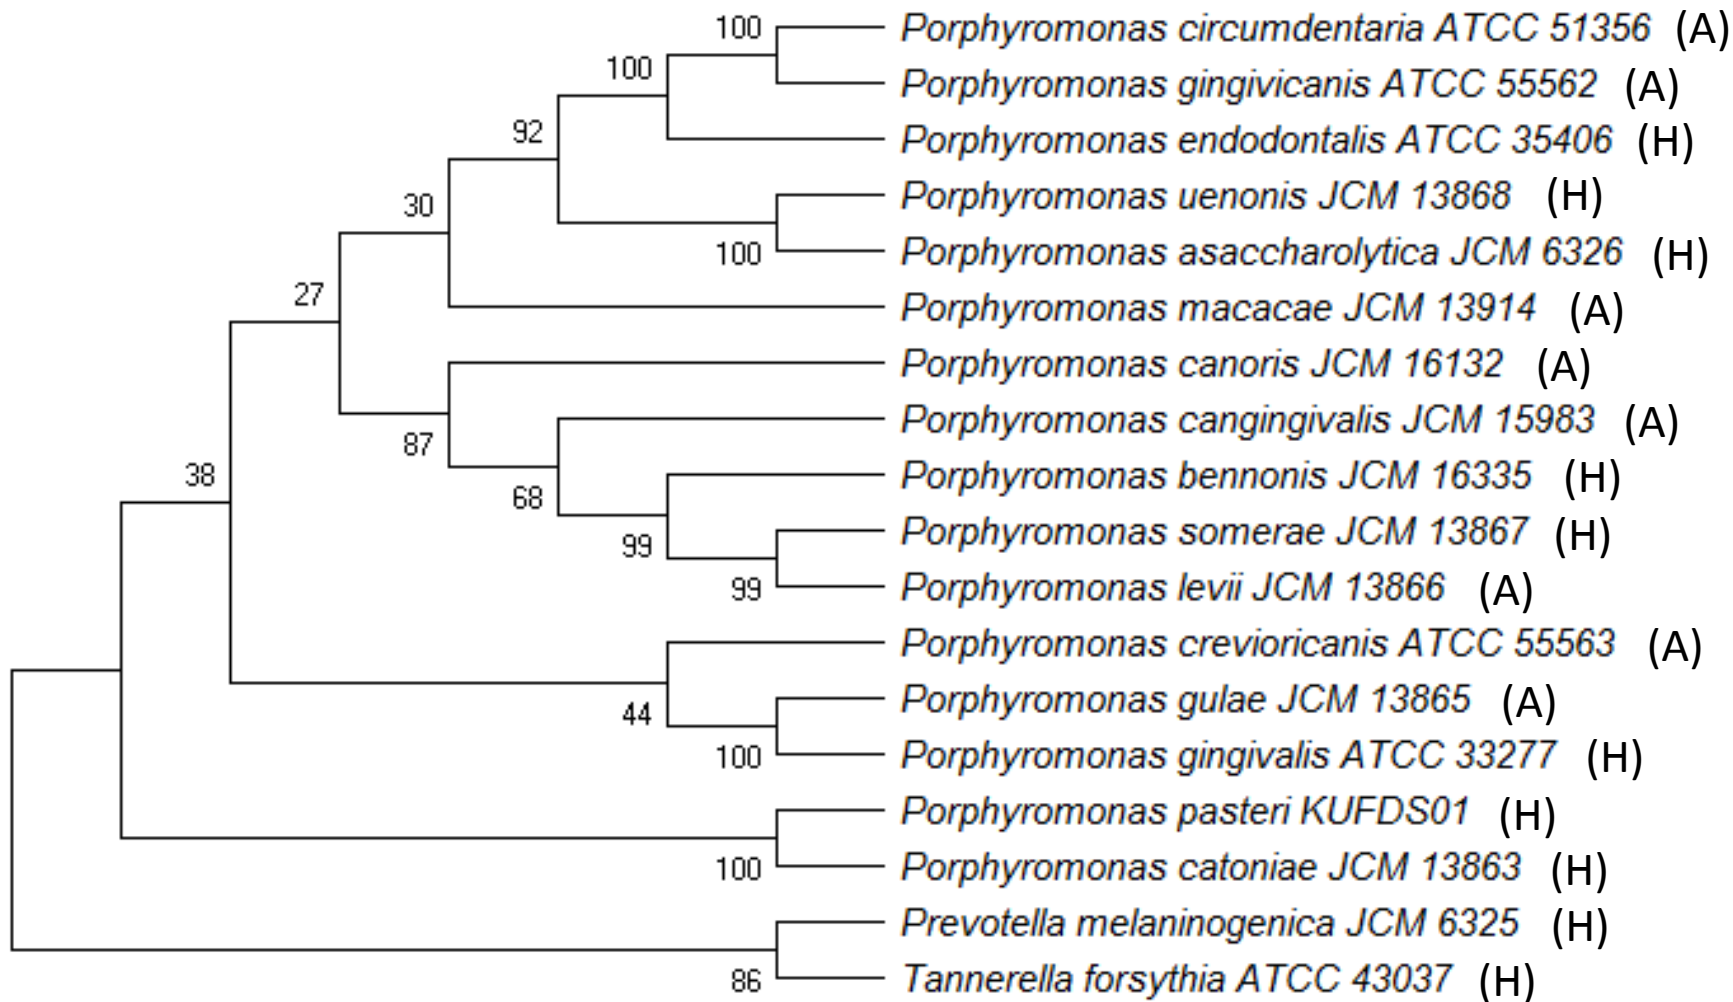 100
Porphyromonas circumdentaria ATCC 51356 (A)
100
Porphyromonas gingivicanis ATCC 55562 (A)
92
Porphyromonas endodontalis ATCC 35406 (H)
30
Porphyromonas uenonis JCM 13868 (H)
100
Porphyromonas asaccharolytica JCM 6326 (H)
27
Porphyromonas macacae JCM 13914 (A)
Porphyromonas canoris JCM 16132 (A)
87
Porphyromonas cangingivalis JCM 15983 (A)
38
Porphyromonas bennonis JCM 16335 (H)
68
Porphyromonas somerae JCM 13867 (H)
99
Porphyromonas levii JCM 13866 (A)
99
Porphyromonas crevioricanis ATCC 55563 (A)
44
Porphyromonas gulae JCM 13865 (A)
100
Porphyromonas gingivalis ATCC 33277 (H)
Porphyromonas pasteri KUFDS01 (H)
100
Porphyromonas catoniae JCM 13863 (H)
Prevotella melaninogenica JCM 6325 (H)
86
Tannerella forsythia ATCC 43037 (H)